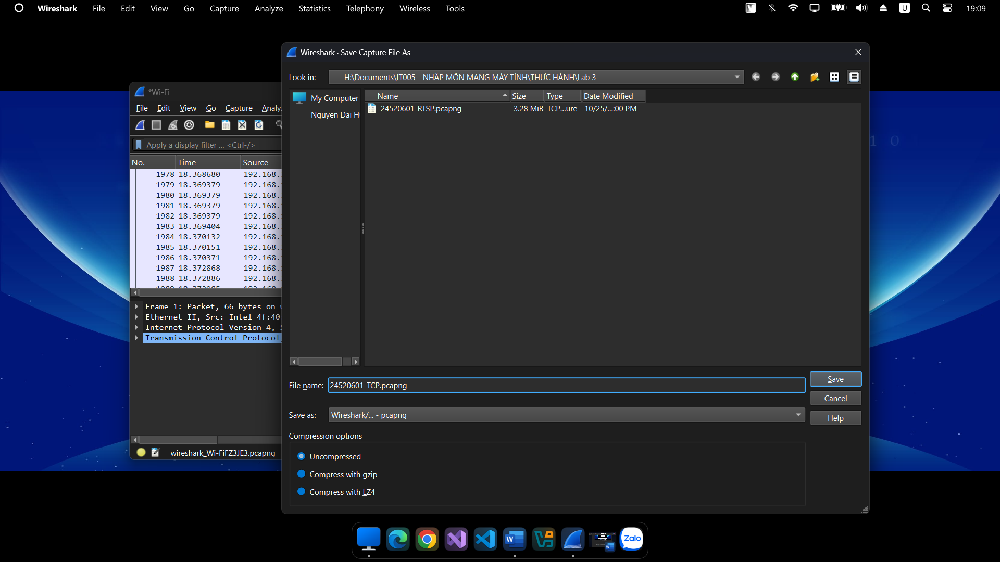 Wireshark File Edit View Go Capture Analyze Statistics Telephony Wireless Tools U 19:09
Wireshark · Save Capture File As
Look in: H:\Documents\IT005 - NHẬP MÔN MẠNG MÁY TÍNH\THỰC HÀNH\Lab 3
My Computer
Nguyen Dai Hu
Name Size Type Date Modified
24520601-RTSP.pcapng 3.28 MiB TCP...ure 10/25/...:00 PM
*Wi-Fi
File Edit View Go Capture Analy
Apply a display filter ... <Ctrl-/>
No. Time Source
1978 18.368680 192.168.
1979 18.369379 192.168.
1980 18.369379 192.168.
1981 18.369379 192.168.
1982 18.369379 192.168.
1983 18.369404 192.168.
1984 18.370132 192.168.
1985 18.370151 192.168.
1986 18.370371 192.168.
1987 18.372868 192.168.
1988 18.372886 192.168.
1989 18.372985 192.168.
Frame 1: Packet, 66 bytes on w
Ethernet II, Src: Intel_4f:40
Internet Protocol Version 4, S
Transmission Control Protocol
wireshark_Wi-FiFZ3JE3.pcapng
1 0
File name: 24520601-TCP.pcapng
Save
Cancel
Save as: Wireshark/... - pcapng
Help
Compression options
Uncompressed
Compress with gzip
Compress with LZ4
Zalo